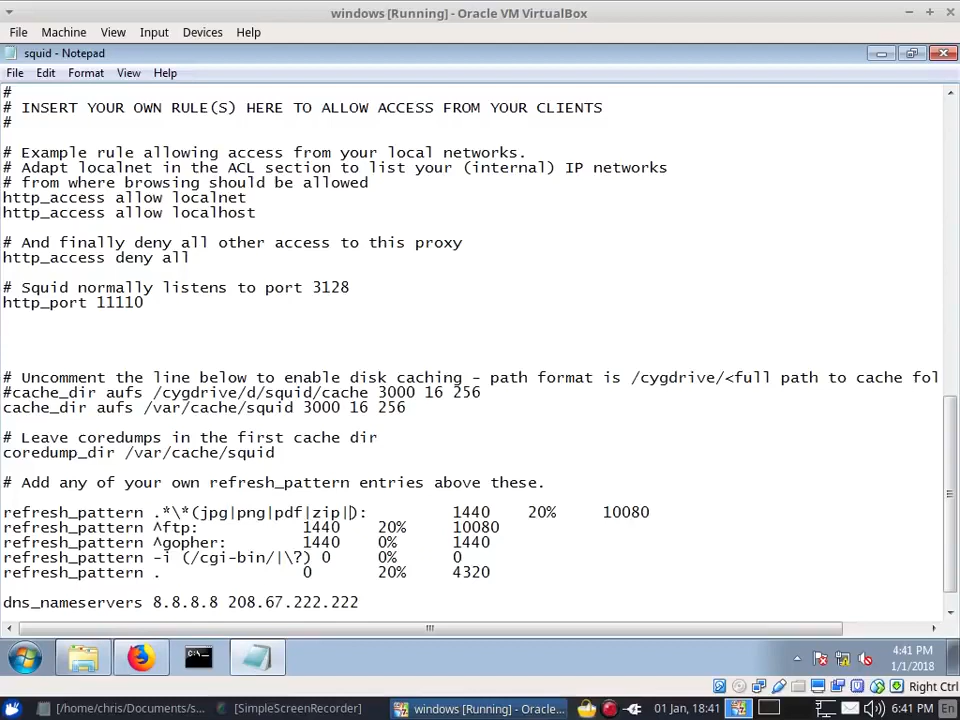 windows [Running] - Oracle VM VirtualBox
File Machine View Input Devices Help
squid - Notepad
File Edit Format View Help
#
# INSERT YOUR OWN RULE(S) HERE TO ALLOW ACCESS FROM YOUR CLIENTS
#
# Example rule allowing access from your local networks.
# Adapt localnet in the ACL section to list your (internal) IP networks
# from where browsing should be allowed
http_access allow localnet
http_access allow localhost
# And finally deny all other access to this proxy
http_access deny all
# Squid normally listens to port 3128
http_port 11110
# Uncomment the line below to enable disk caching - path format is /cygdrive/<full path to cache fol
#cache_dir aufs /cygdrive/d/squid/cache 3000 16 256
cache_dir aufs /var/cache/squid 3000 16 256
# Leave coredumps in the first cache dir
coredump_dir /var/cache/squid
# Add any of your own refresh_pattern entries above these.
refresh_pattern .*\*(jpg|png|pdf|zip|): 1440 20% 10080
refresh_pattern ^ftp: 1440 20% 10080
refresh_pattern ^gopher: 1440 0% 1440
refresh_pattern -i (/cgi-bin/|\?) 0 0% 0
refresh_pattern . 0 20% 4320
dns_nameservers 8.8.8.8 208.67.222.222
4:41 PM
1/1/2018
Right Ctrl
[/home/chris/Documents/s... [SimpleScreenRecorder] windows [Running] - Oracle... 01 Jan, 18:41 6:41 PM En